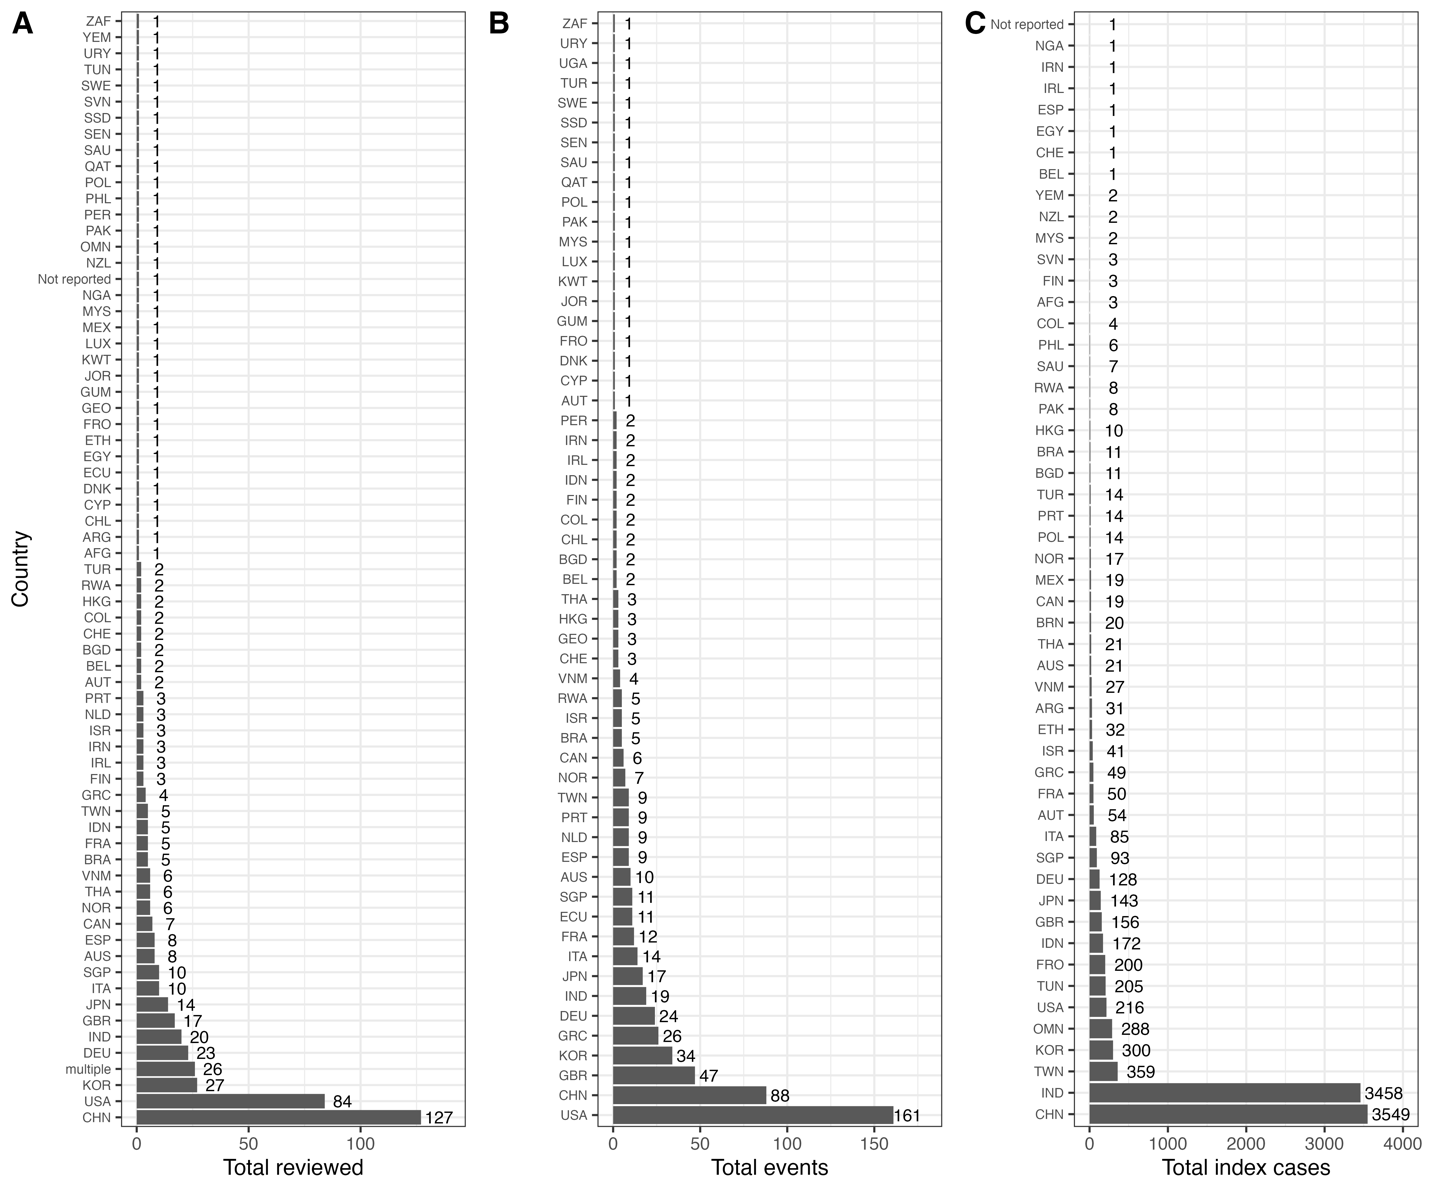 A
Country
ZAF 1
YEM 1
URY 1
TUN 1
SWE 1
SVN 1
SSD 1
SEN 1
SAU 1
QAT 1
POL 1
PHL 1
PER 1
PAK 1
OMN 1
NZL 1
Not reported 1
NGA 1
MYS 1
MEX 1
LUX 1
KWT 1
JOR 1
GUM 1
GEO 1
FRO 1
ETH 1
EGY 1
ECU 1
DNK 1
CYP 1
CHL 1
ARG 1
AFG 1
TUR 2
RWA 2
HKG 2
COL 2
CHE 2
BGD 2
BEL 2
AUT 2
PRT 3
NLD 3
ISR 3
IRN 3
IRL 3
FIN 3
GRC 4
TWN 5
IDN 5
FRA 5
BRA 5
VNM 6
THA 6
NOR 6
CAN 7
ESP 8
AUS 8
SGP 10
ITA 10
JPN 14
GBR 17
IND 20
DEU 23
multiple 26
KOR 27
USA 84
CHN 127
0 50 100
Total reviewed
B
ZAF 1
URY 1
UGA 1
TUR 1
SWE 1
SSD 1
SEN 1
SAU 1
QAT 1
POL 1
PAK 1
MYS 1
LUX 1
KWT 1
JOR 1
GUM 1
FRO 1
DNK 1
CYP 1
AUT 1
PER 2
IRN 2
IRL 2
IDN 2
FIN 2
COL 2
CHL 2
BGD 2
BEL 2
THA 3
HKG 3
GEO 3
CHE 3
VNM 4
RWA 5
ISR 5
BRA 5
CAN 6
NOR 7
TWN 9
PRT 9
NLD 9
ESP 9
AUS 10
SGP 11
ECU 11
FRA 12
ITA 14
JPN 17
IND 19
DEU 24
GRC 26
KOR 34
GBR 47
CHN 88
USA 161
0 50 100 150
Total events
C
Not reported 1
NGA 1
IRN 1
IRL 1
ESP 1
EGY 1
CHE 1
BEL 1
YEM 2
NZL 2
MYS 2
SVN 3
FIN 3
AFG 3
COL 4
PHL 6
SAU 7
RWA 8
PAK 8
HKG 10
BRA 11
BGD 11
TUR 14
PRT 14
POL 14
NOR 17
MEX 19
CAN 19
BRN 20
THA 21
AUS 21
VNM 27
ARG 31
ETH 32
ISR 41
GRC 49
FRA 50
AUT 54
ITA 85
SGP 93
DEU 128
JPN 143
GBR 156
IDN 172
FRO 200
TUN 205
USA 216
OMN 288
KOR 300
TWN 359
IND 3458
CHN 3549
0 1000 2000 3000 4000
Total index cases